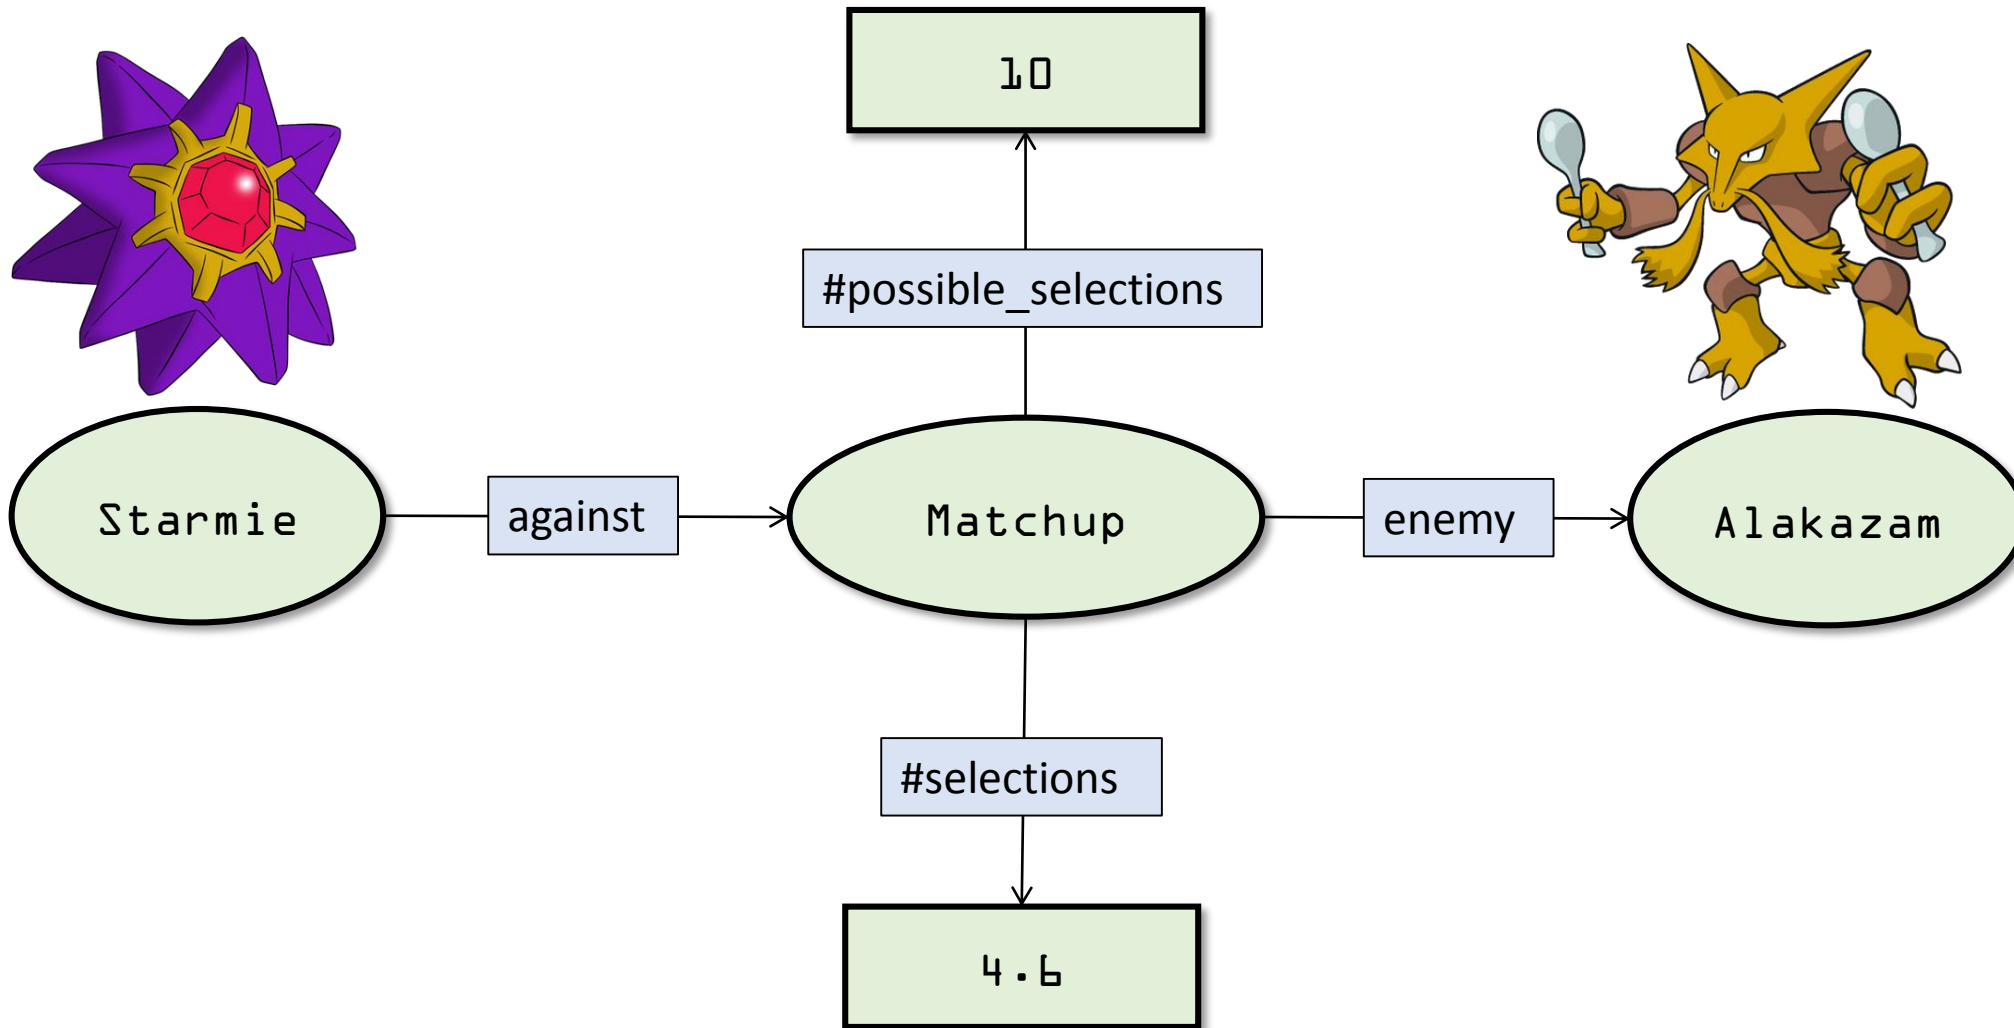 10
#possible_selections
Starmie
against
Matchup
enemy
Alakazam
#selections
4.6